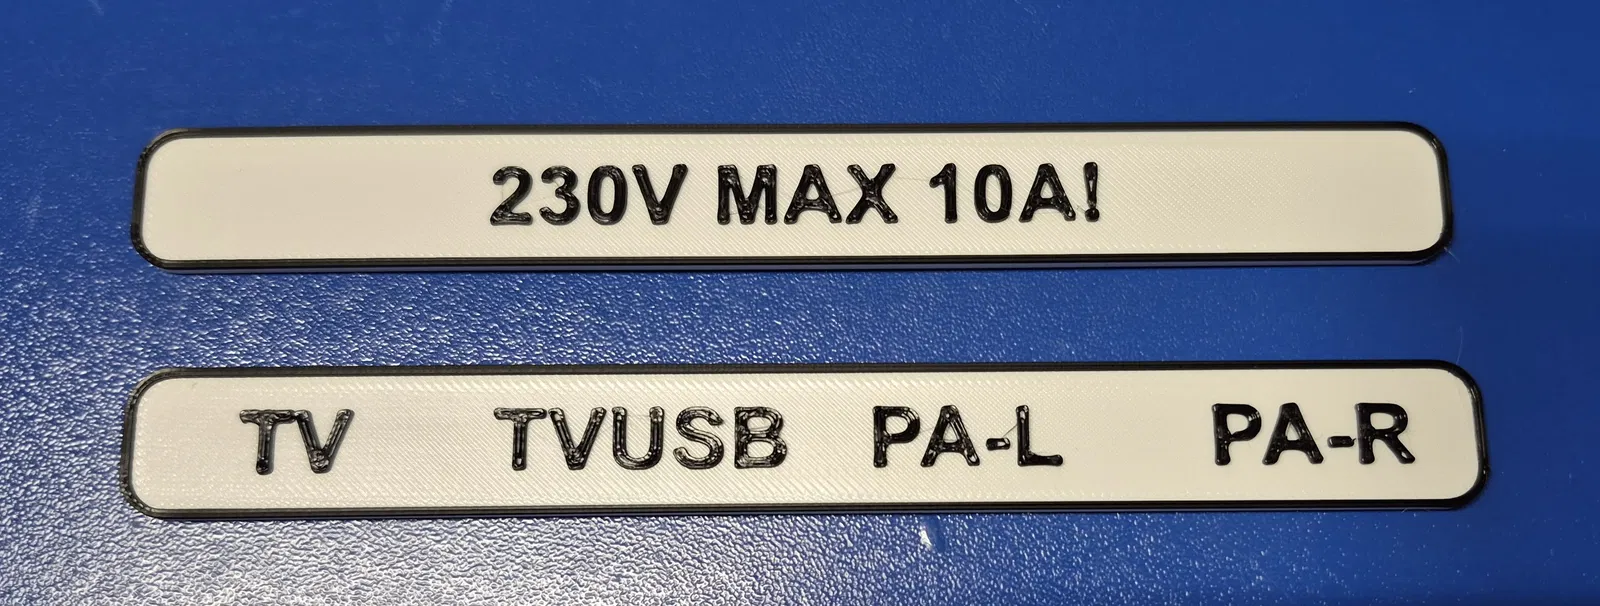 230V MAX 10A!
TV TVUSB PA-L PA-R